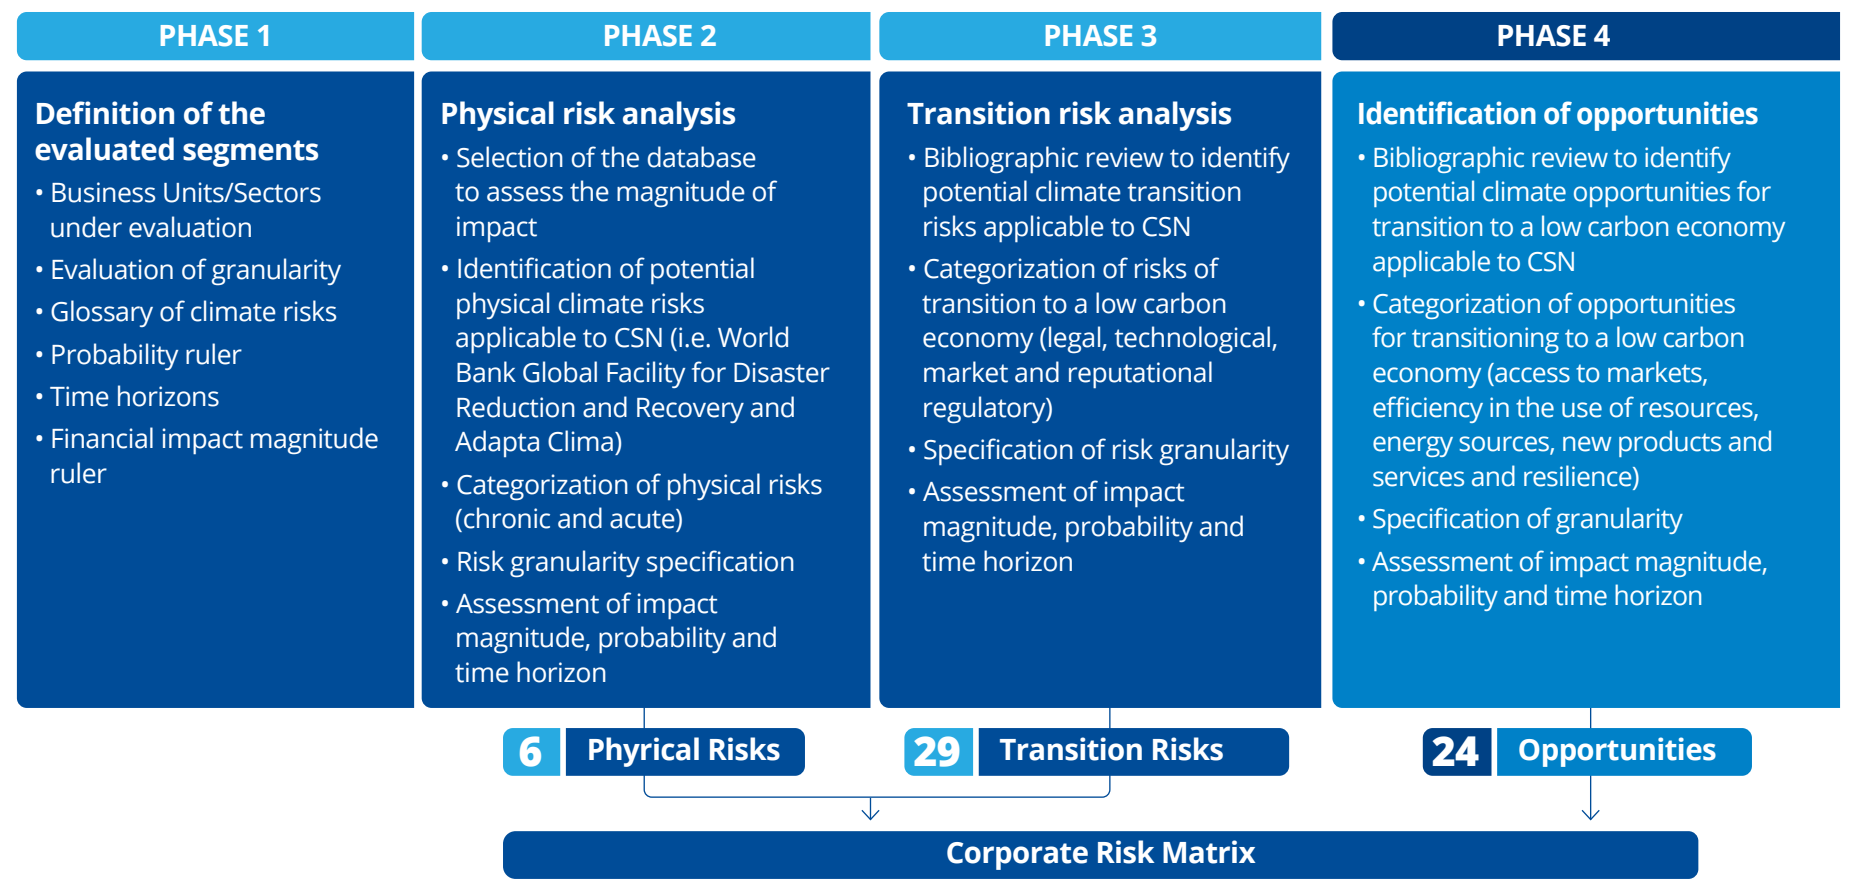 PHASE 1
Definition of the
evaluated segments
• Business Units/Sectors
under evaluation
• Evaluation of granularity
• Glossary of climate risks
• Probability ruler
• Time horizons
• Financial impact magnitude
ruler
PHASE 2
Physical risk analysis
• Selection of the database
to assess the magnitude of
impact
• Identification of potential
physical climate risks
applicable to CSN (i.e. World
Bank Global Facility for Disaster
Reduction and Recovery and
Adapta Clima)
• Categorization of physical risks
(chronic and acute)
• Risk granularity specification
• Assessment of impact
magnitude, probability and
time horizon
6 Phyrical Risks
PHASE 3
Transition risk analysis
• Bibliographic review to identify
potential climate transition
risks applicable to CSN
• Categorization of risks of
transition to a low carbon
economy (legal, technological,
market and reputational
regulatory)
• Specification of risk granularity
• Assessment of impact
magnitude, probability and
time horizon
29 Transition Risks
PHASE 4
Identification of opportunities
• Bibliographic review to identify
potential climate opportunities for
transition to a low carbon economy
applicable to CSN
• Categorization of opportunities
for transitioning to a low carbon
economy (access to markets,
efficiency in the use of resources,
energy sources, new products and
services and resilience)
• Specification of granularity
• Assessment of impact magnitude,
probability and time horizon
24 Opportunities
Corporate Risk Matrix